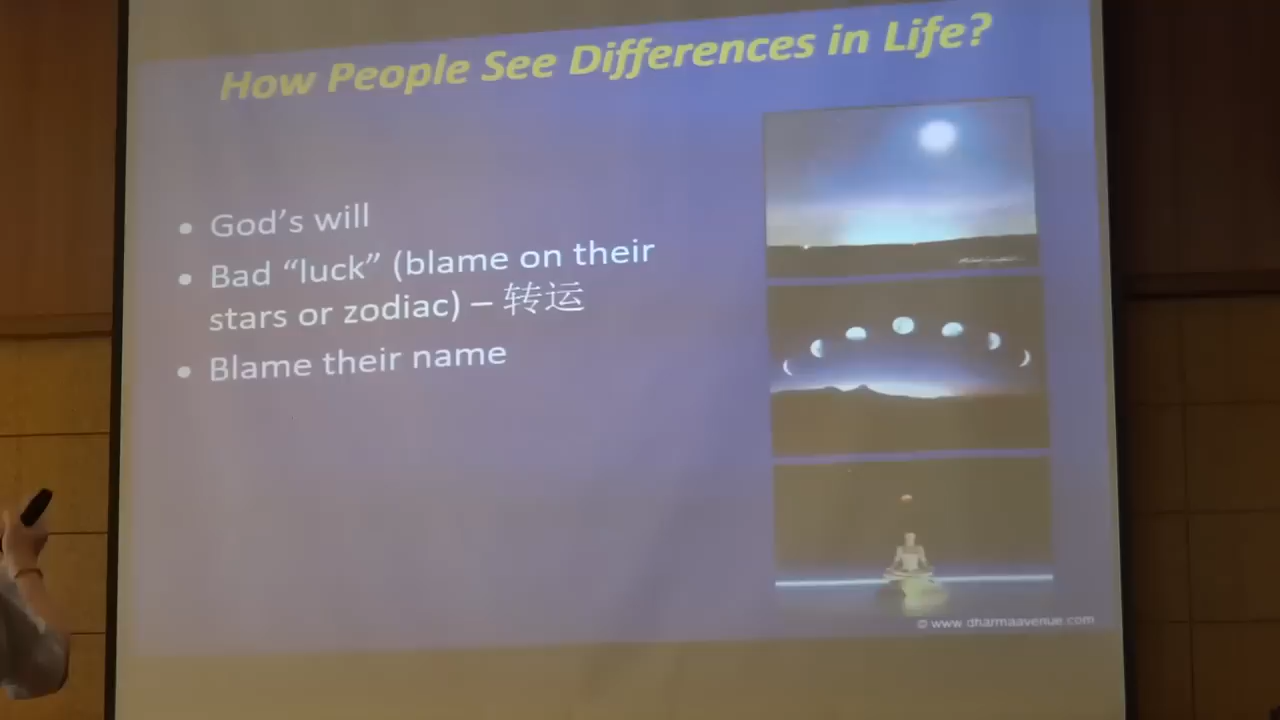 How People See Differences in Life?
• God's will
• Bad “luck” (blame on their
stars or zodiac) – 转运
• Blame their name
© www.dharmaavenue.com